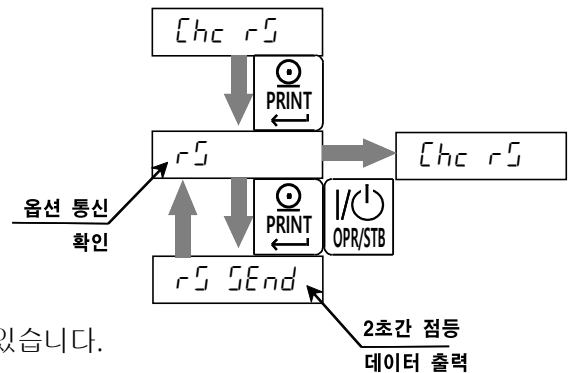 Chc rS
PRINT
rS
Chc rS
옵션 통신
확인
PRINT
I/
OPR/STB
rS SEnd
있습니다.
2초간 점등
데이터 출력